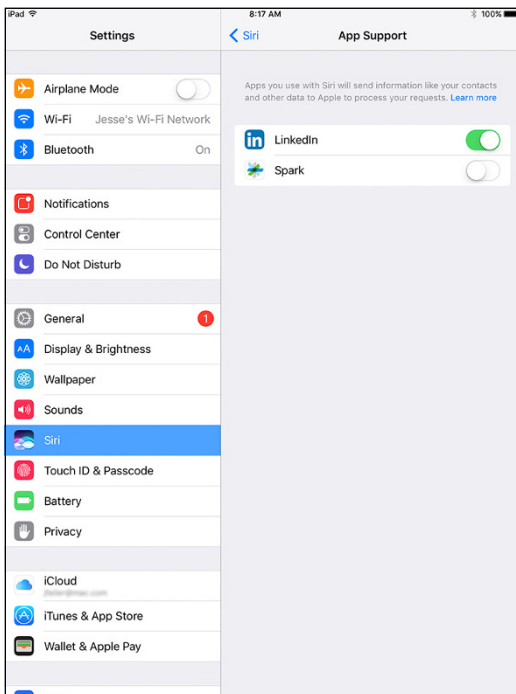 iPad 8:17 AM 100%
Settings
Siri App Support
Apps you use with Siri will send information like your contacts
and other data to Apple to process your requests. Learn more
Airplane Mode
Wi-Fi Jesse's Wi-Fi Network
Bluetooth On
in LinkedIn
Spark
Notifications
Control Center
Do Not Disturb
General 1
AA Display & Brightness
Wallpaper
Sounds
Siri
Touch ID & Passcode
Battery
Privacy
iCloud
iTunes & App Store
Wallet & Apple Pay